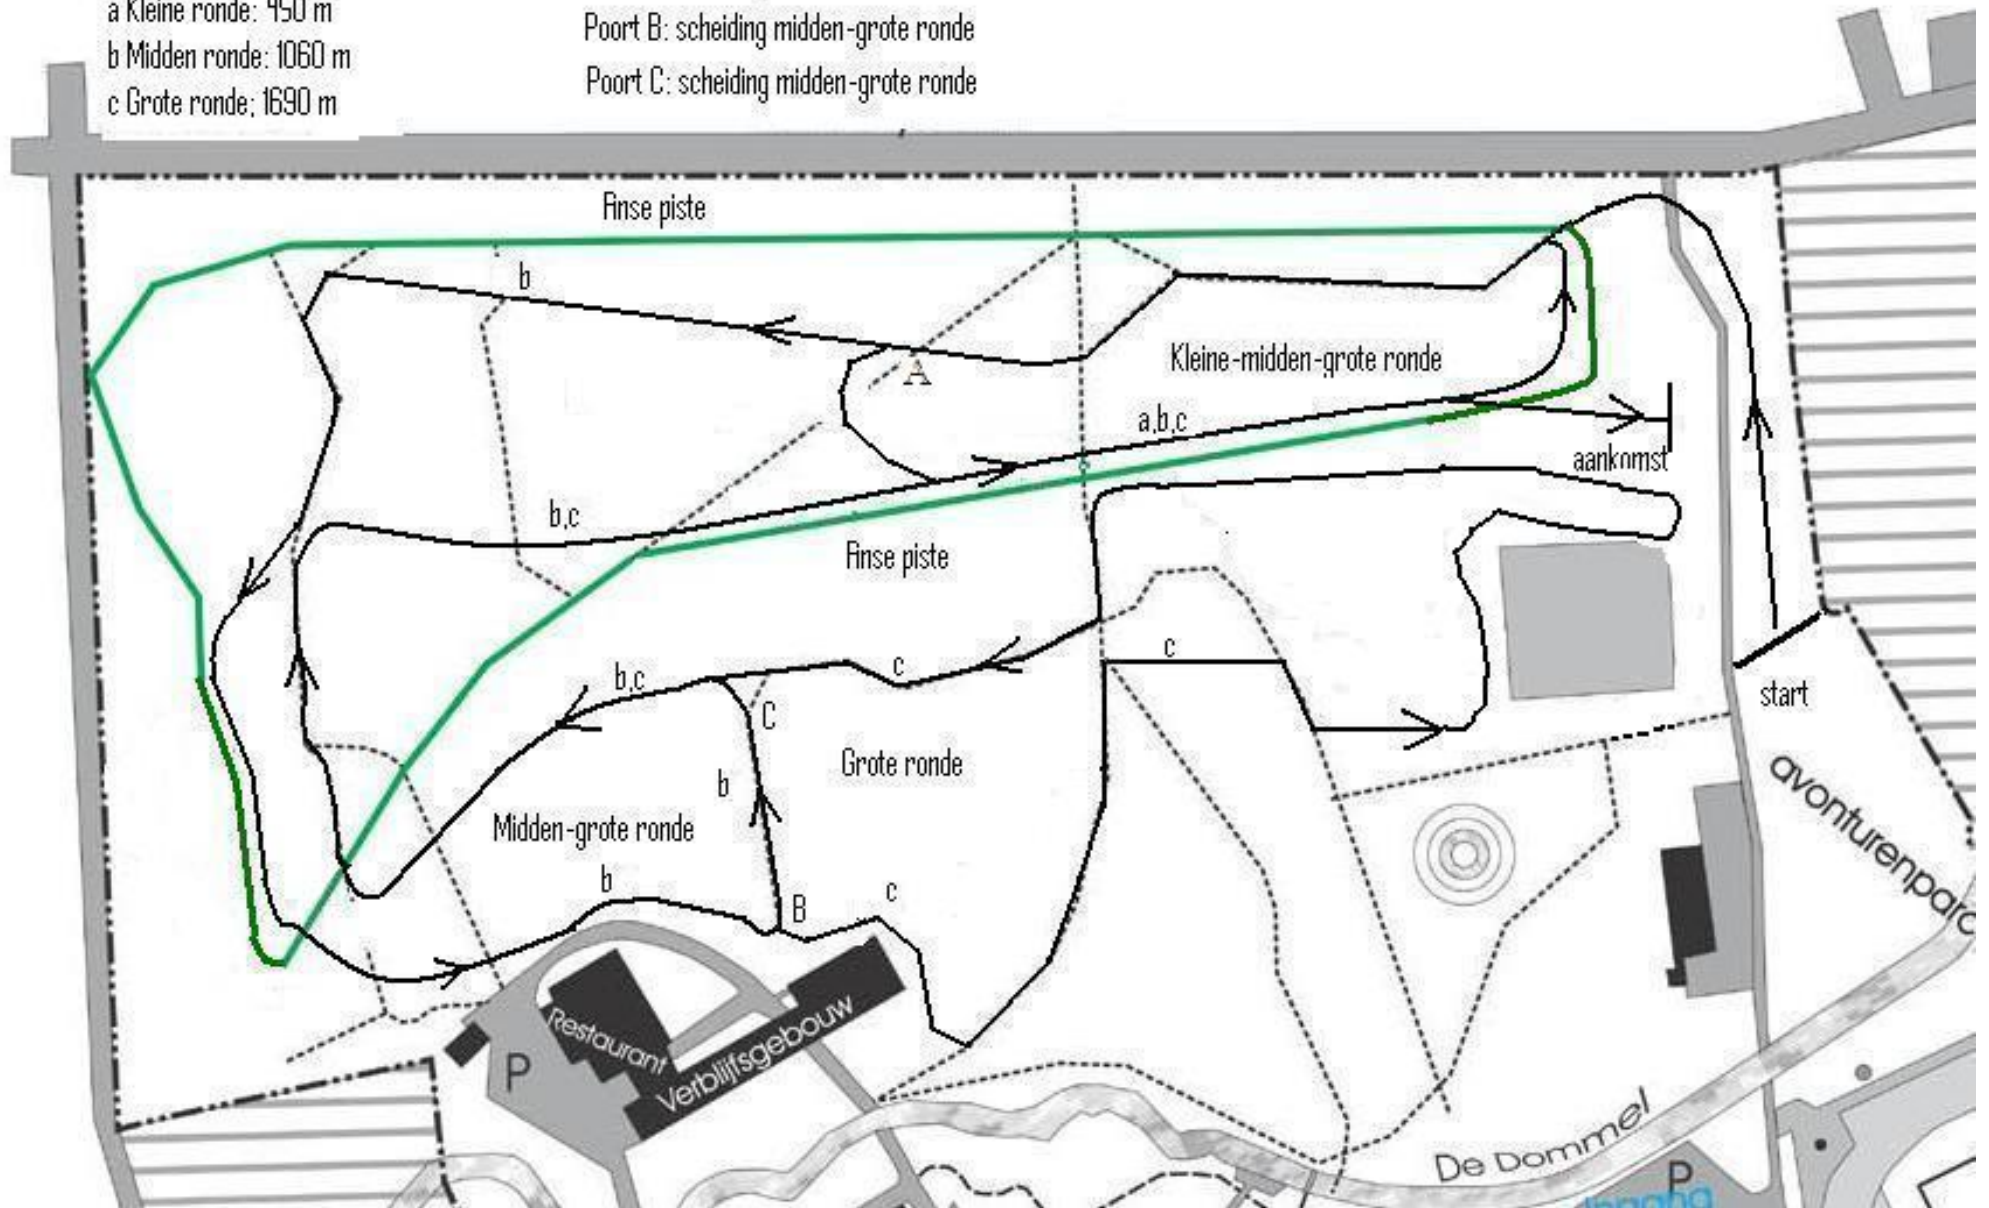 a Kleine ronde: 450 m
b Midden ronde: 1060 m
c Grote ronde; 1690 m
Poort B: scheiding midden-grote ronde
Poort C: scheiding midden-grote ronde
Finse piste
b
A
Kleine-midden-grote ronde
a,b,c
aankomst
b,c
Finse piste
c
c
b,c
start
C
Grote ronde
b
avonturenparc
Midden-grote ronde
b
c
B
Restaurant
Verblijfsgebouw
P
De Dommel
P
Ingang